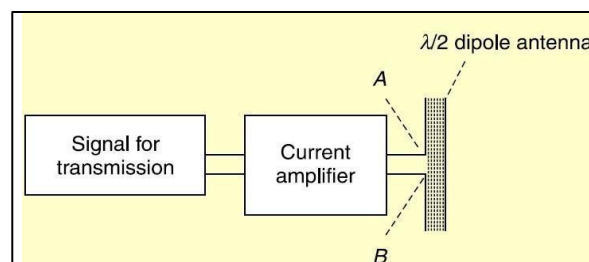 λ/2 dipole antenna
A
Signal for
transmission
Current
amplifier
B